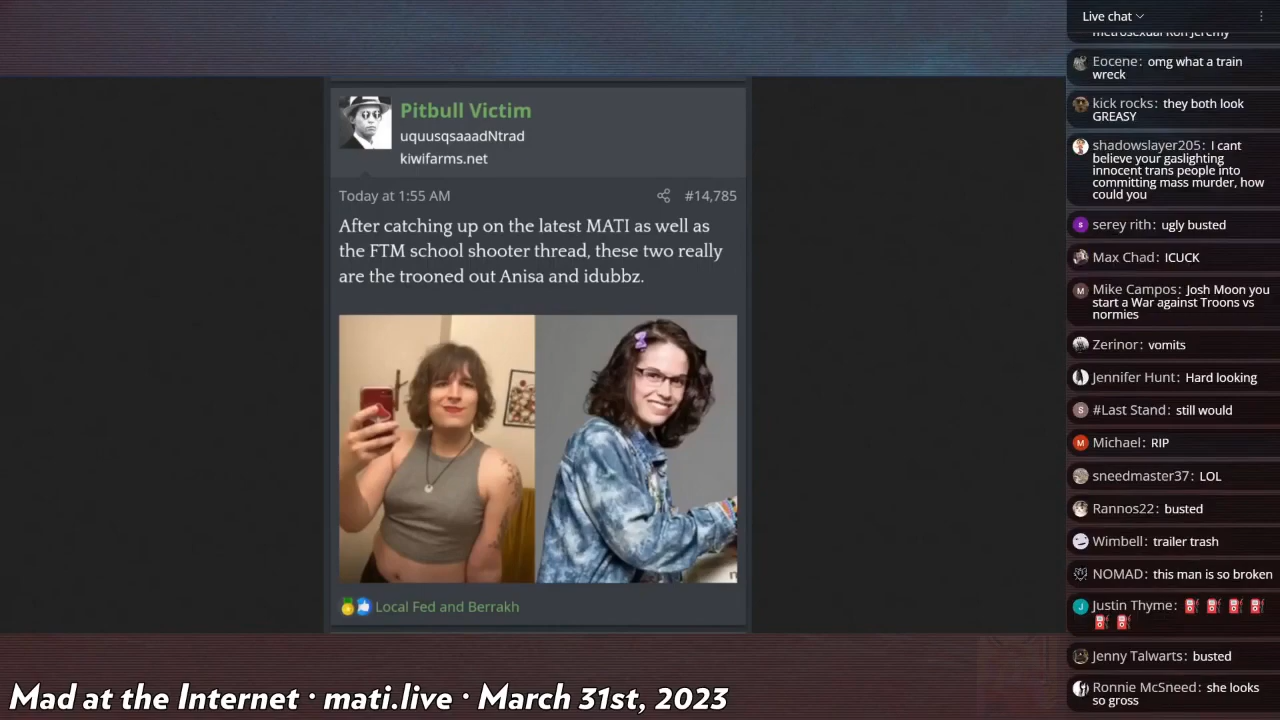 Pitbull Victim
uquusqsaaadNtrad
kiwifarms.net
Today at 1:55 AM
#14,785
After catching up on the latest MATI as well as
the FTM school shooter thread, these two really
are the trooned out Anisa and idubbz.
Local Fed and Berrakh
Mad at the Internet · mati.live · March 31st, 2023
Live chat
metrosexual Ron Jeremy
Eocene: omg what a train
wreck
kick rocks: they both look
GREASY
shadowslayer205: I cant
believe your gaslighting
innocent trans people into
committing mass murder, how
could you
serey rith: ugly busted
Max Chad: ICUCK
Mike Campos: Josh Moon you
start a War against Troons vs
normies
Zerinor: vomits
Jennifer Hunt: Hard looking
#Last Stand: still would
Michael: RIP
sneedmaster37: LOL
Rannos22: busted
Wimbell: trailer trash
NOMAD: this man is so broken
Justin Thyme: ⛽ ⛽ ⛽ ⛽
⛽ ⛽
Jenny Talwarts: busted
Ronnie McSneed: she looks
so gross